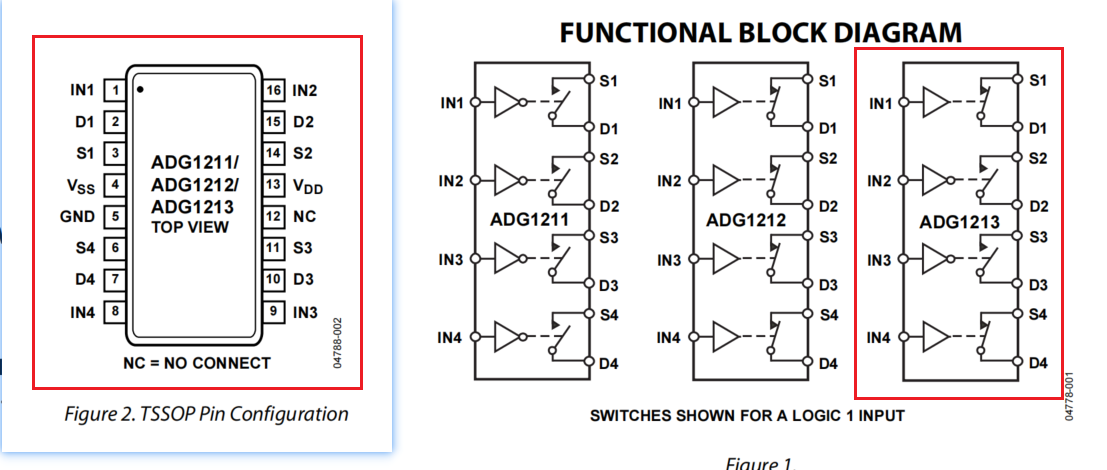 IN1 1 16 IN2
D1 2 15 D2
S1 3 14 S2
VSS 4 13 VDD
GND 5 12 NC
S4 6 11 S3
D4 7 10 D3
IN4 8 9 IN3
ADG1211/
ADG1212/
ADG1213
TOP VIEW
NC = NO CONNECT
04788-002
Figure 2. TSSOP Pin Configuration
FUNCTIONAL BLOCK DIAGRAM
S1
IN1
D1
S2
IN2
D2
ADG1211
S3
IN3
D3
S4
IN4
D4
S1
IN1
D1
S2
IN2
D2
ADG1212
S3
IN3
D3
S4
IN4
D4
S1
IN1
D1
S2
IN2
D2
ADG1213
S3
IN3
D3
S4
IN4
D4
04778-001
SWITCHES SHOWN FOR A LOGIC 1 INPUT
Figure 1.